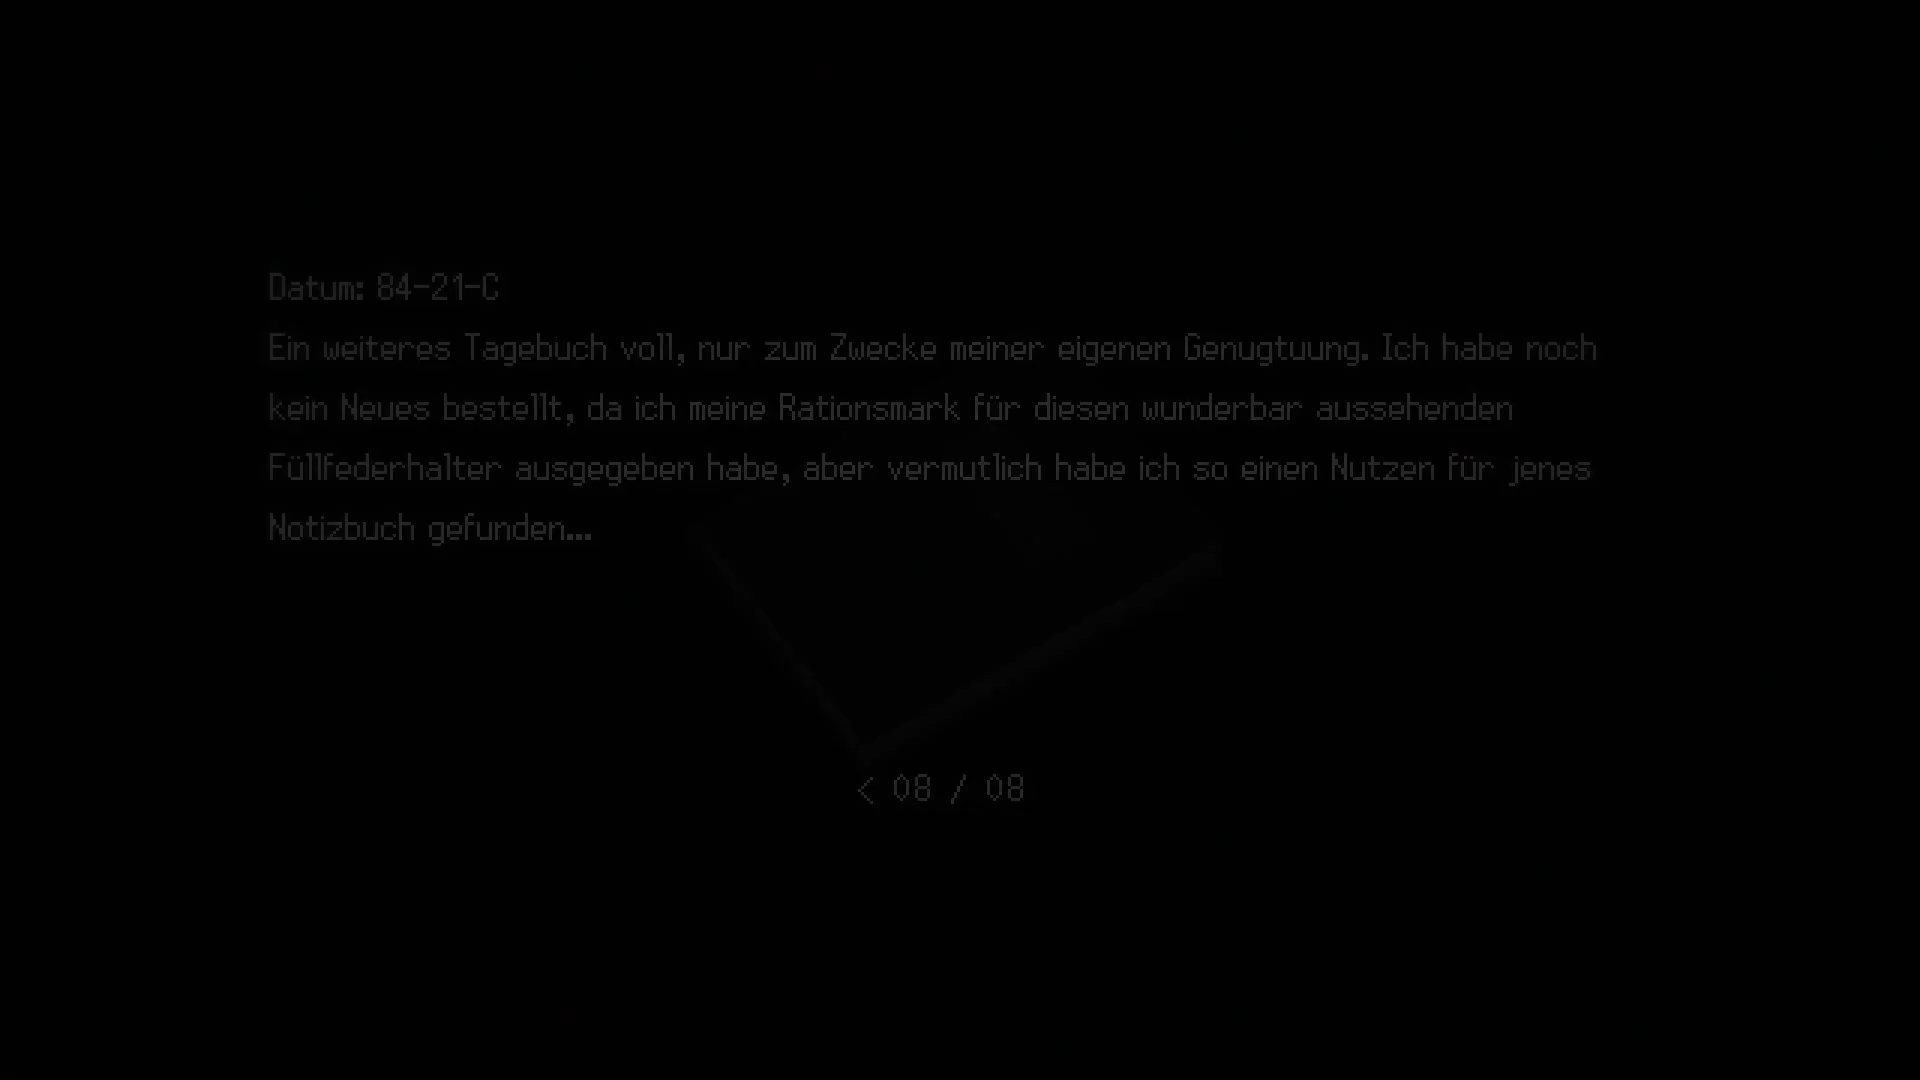 Datum: 84-21-C
Ein weiteres Tagebuch voll, nur zum Zwecke meiner eigenen Genugtuung. Ich habe noch
kein Neues bestellt, da ich meine Rationsmark für diesen wunderbar aussehenden
Füllfederhalter ausgegeben habe, aber vermutlich habe ich so einen Nutzen für jenes
Notizbuch gefunden...
< 08 / 08